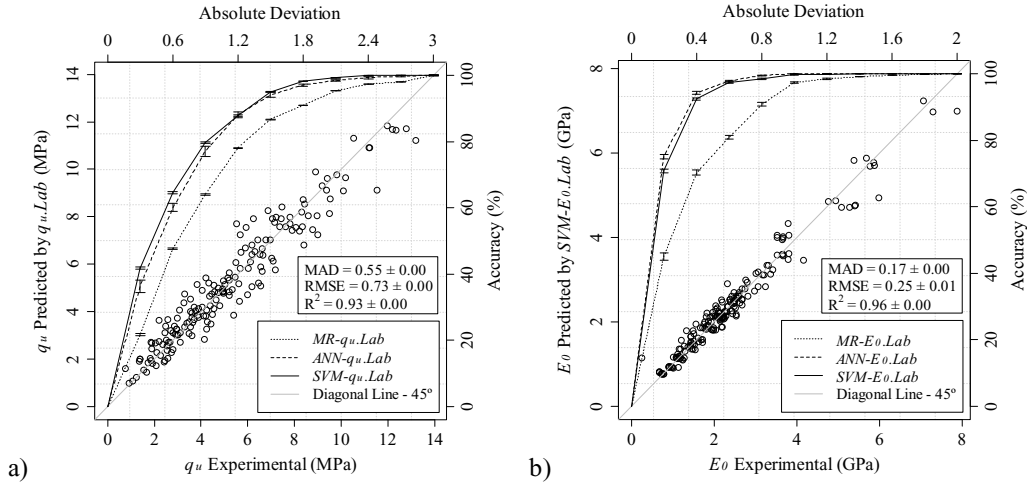 Absolute Deviation
0 0.6 1.2 1.8 2.4 3
14
12
10
8
6
4
2
0
qu Predicted by qu.Lab (MPa)
100
80
60
40
20
0
Accuracy (%)
MAD = 0.55 ± 0.00
RMSE = 0.73 ± 0.00
R² = 0.93 ± 0.00
MR-qu.Lab
ANN-qu.Lab
SVM-qu.Lab
Diagonal Line - 45º
0 2 4 6 8 10 12 14
qu Experimental (MPa)
a)
Absolute Deviation
0 0.4 0.8 1 1.6 2
8
6
4
2
0
E0 Predicted by SVM-E0.Lab (GPa)
100
80
60
40
20
0
Accuracy (%)
MAD = 0.17 ± 0.00
RMSE = 0.25 ± 0.01
R² = 0.96 ± 0.00
MR-E0.Lab
ANN-E0.Lab
SVM-E0.Lab
Diagonal Line - 45º
0 2 4 6 8
E0 Experimental (GPa)
b)